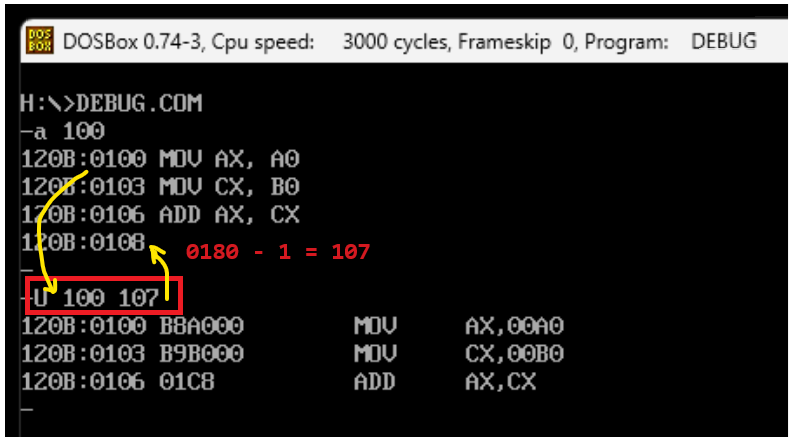 DOS
BOX
DOSBox 0.74-3, Cpu speed: 3000 cycles, Frameskip 0, Program: DEBUG
H:\>DEBUG.COM
-a 100
120B:0100 MOV AX, A0
120B:0103 MOV CX, B0
120B:0106 ADD AX, CX
120B:0108
0180 - 1 = 107
-
-U 100 107
120B:0100 B8A000 MOV AX,00A0
120B:0103 B9B000 MOV CX,00B0
120B:0106 01C8 ADD AX,CX
-